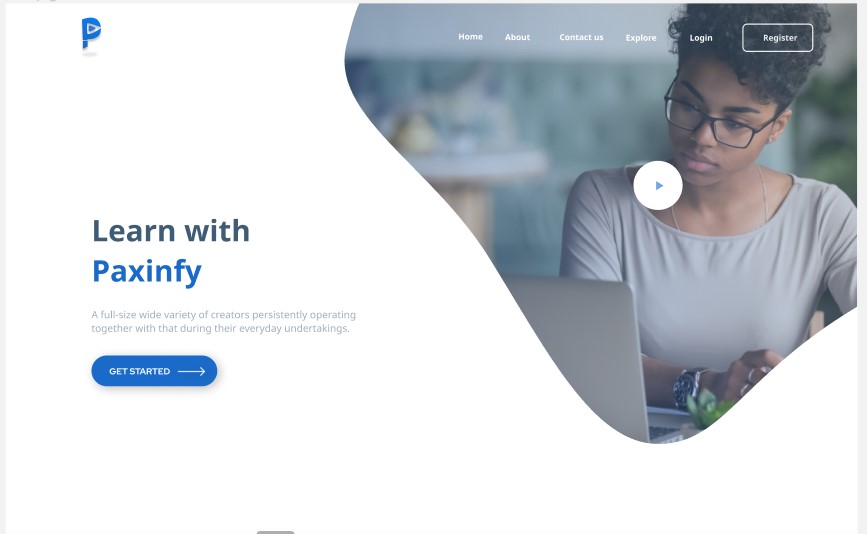 Home About Contact us Explore Login Register
Learn with
Paxinfy
A full-size wide variety of creators persistently operating
together with that during their everyday undertakings.
GET STARTED